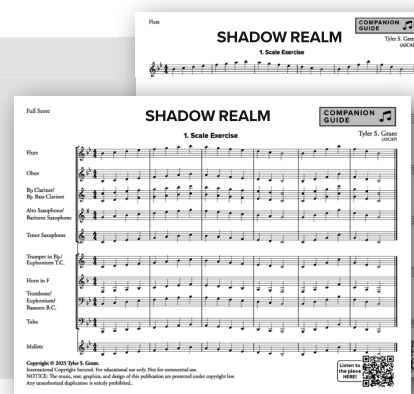 Flute
SHADOW REALM
COMPANION
GUIDE
Tyler S. Grant
(ASCAP)
1. Scale Exercise
Full Score
SHADOW REALM
COMPANION
GUIDE
1. Scale Exercise
Tyler S. Grant
(ASCAP)
Flute
Oboe
B♭ Clarinet/
B♭ Bass Clarinet
Alto Saxophone/
Baritone Saxophone
Tenor Saxophone
Trumpet in B♭/
Euphonium T.C.
Horn in F
Trombone/
Euphonium/
Bassoon B.C.
Tuba
Mallets
Copyright © 2025 Tyler S. Grant.
International Copyright Secured. For educational use only. Not for commercial use.
NOTICE: The music, text, graphics, and design of this publication are protected under copyright law.
Any unauthorized duplication is strictly prohibited..
Listen to
the piece
HERE!